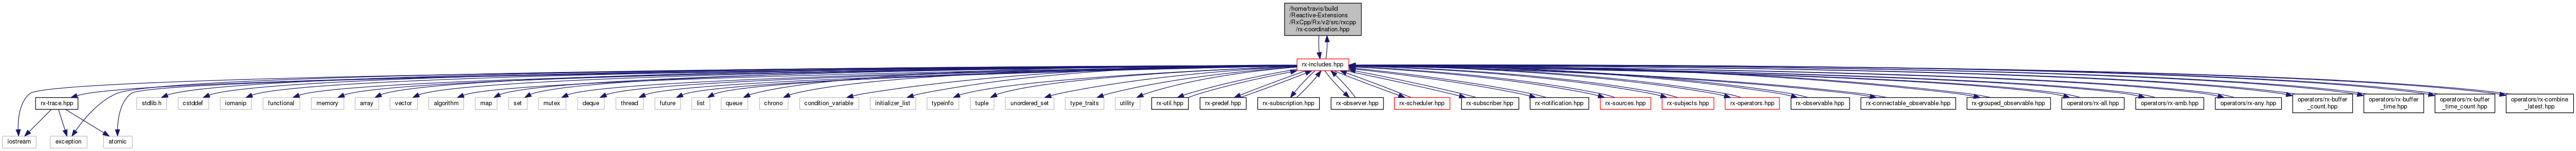 /home/travis/build
/Reactive-Extensions
/RxCpp/Rx/v2/src/rxcpp
/rx-coordination.hpp
rx-includes.hpp
rx-trace.hpp
stdlib.h
cstddef
iomanip
functional
memory
array
vector
algorithm
map
set
mutex
deque
thread
future
list
queue
chrono
condition_variable
initializer_list
typeinfo
tuple
unordered_set
type_traits
utility
rx-util.hpp
rx-predef.hpp
rx-subscription.hpp
rx-observer.hpp
rx-scheduler.hpp
rx-subscriber.hpp
rx-notification.hpp
rx-sources.hpp
rx-subjects.hpp
rx-operators.hpp
rx-observable.hpp
rx-connectable_observable.hpp
rx-grouped_observable.hpp
operators/rx-all.hpp
operators/rx-amb.hpp
operators/rx-any.hpp
operators/rx-buffer
_count.hpp
operators/rx-buffer
_time.hpp
operators/rx-buffer
_time_count.hpp
operators/rx-combine
_latest.hpp
iostream
exception
atomic